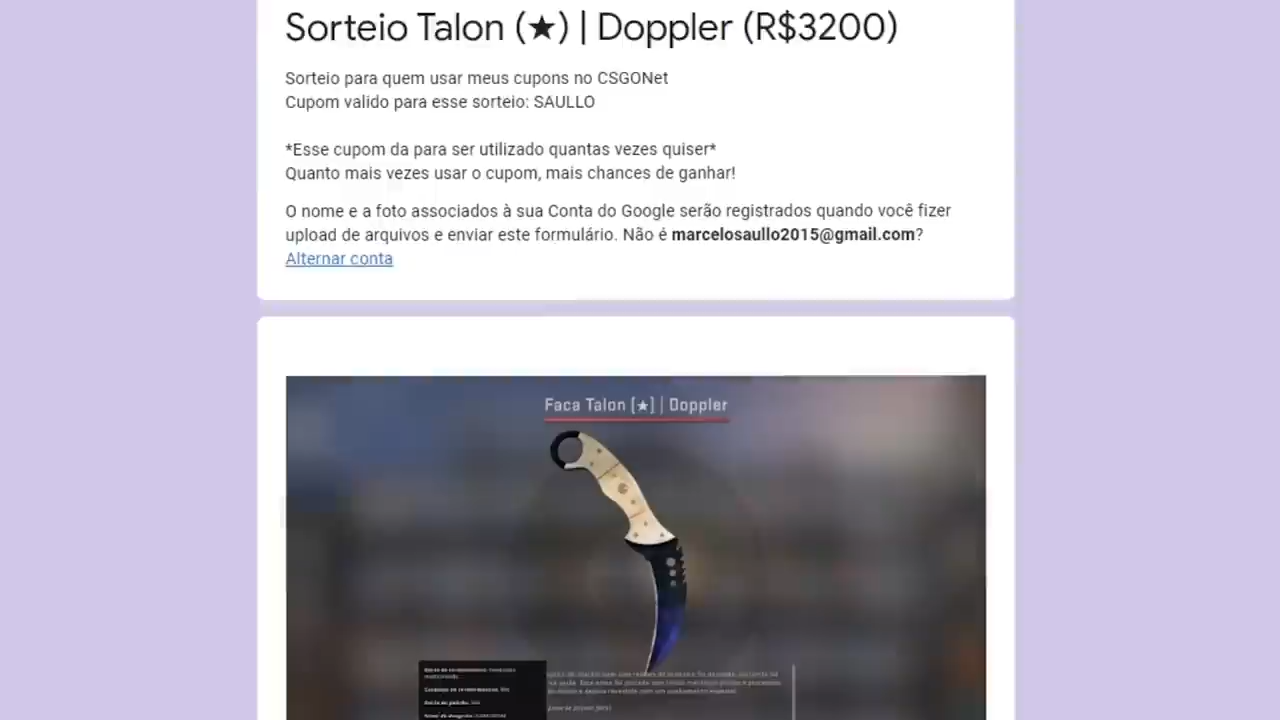 Sorteio Talon (★) | Doppler (R$3200)
Sorteio para quem usar meus cupons no CSGONet
Cupom valido para esse sorteio: SAULLO
*Esse cupom da para ser utilizado quantas vezes quiser*
Quanto mais vezes usar o cupom, mais chances de ganhar!
O nome e a foto associados à sua Conta do Google serão registrados quando você fizer
upload de arquivos e enviar este formulário. Não é marcelosaullo2015@gmail.com?
Alternar conta
Faca Talon [★] | Doppler